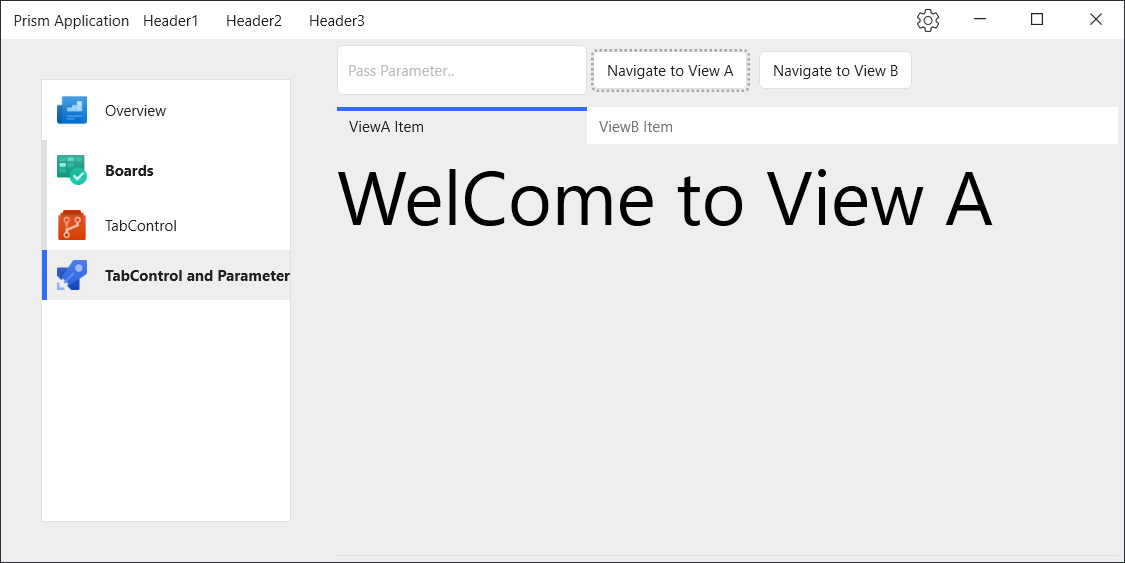 Prism Application Header1 Header2 Header3
Pass Parameter.. Navigate to View A Navigate to View B
Overview
Boards
TabControl
TabControl and Parameter
ViewA Item ViewB Item
WelCome to View A